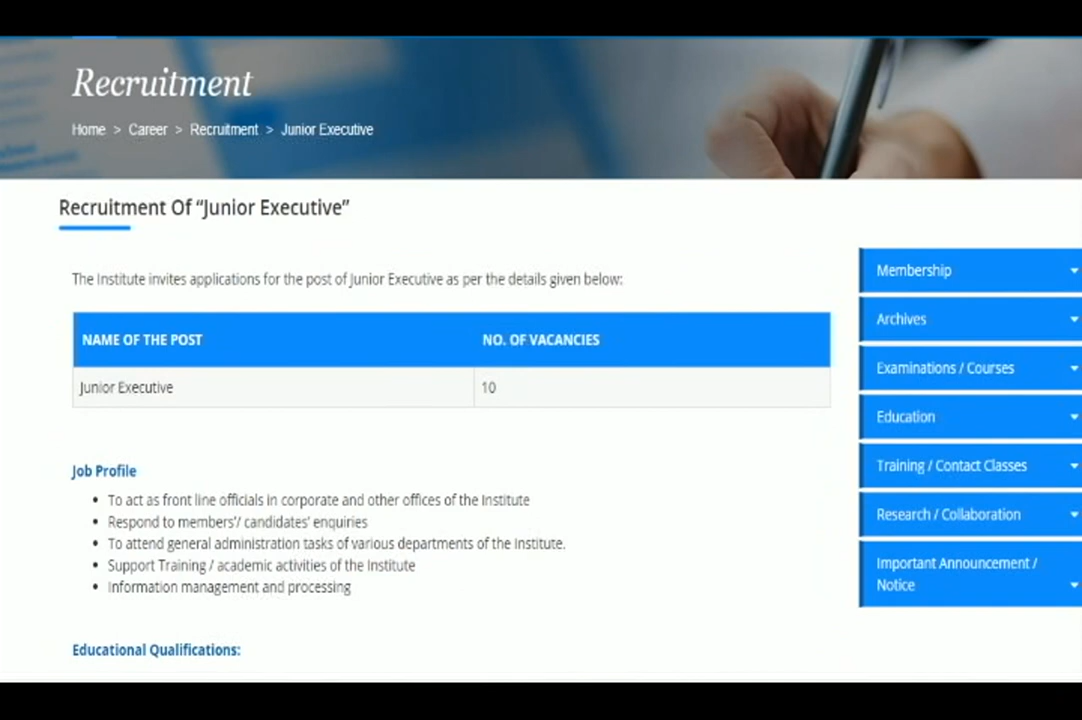 Recruitment
Home > Career > Recruitment > Junior Executive
Recruitment Of “Junior Executive”
The Institute invites applications for the post of Junior Executive as per the details given below:
NAME OF THE POST NO. OF VACANCIES
Junior Executive 10
Job Profile
• To act as front line officials in corporate and other offices of the Institute
• Respond to members’/ candidates’ enquiries
• To attend general administration tasks of various departments of the Institute.
• Support Training / academic activities of the Institute
• Information management and processing
Educational Qualifications:
Membership
Archives
Examinations / Courses
Education
Training / Contact Classes
Research / Collaboration
Important Announcement /
Notice